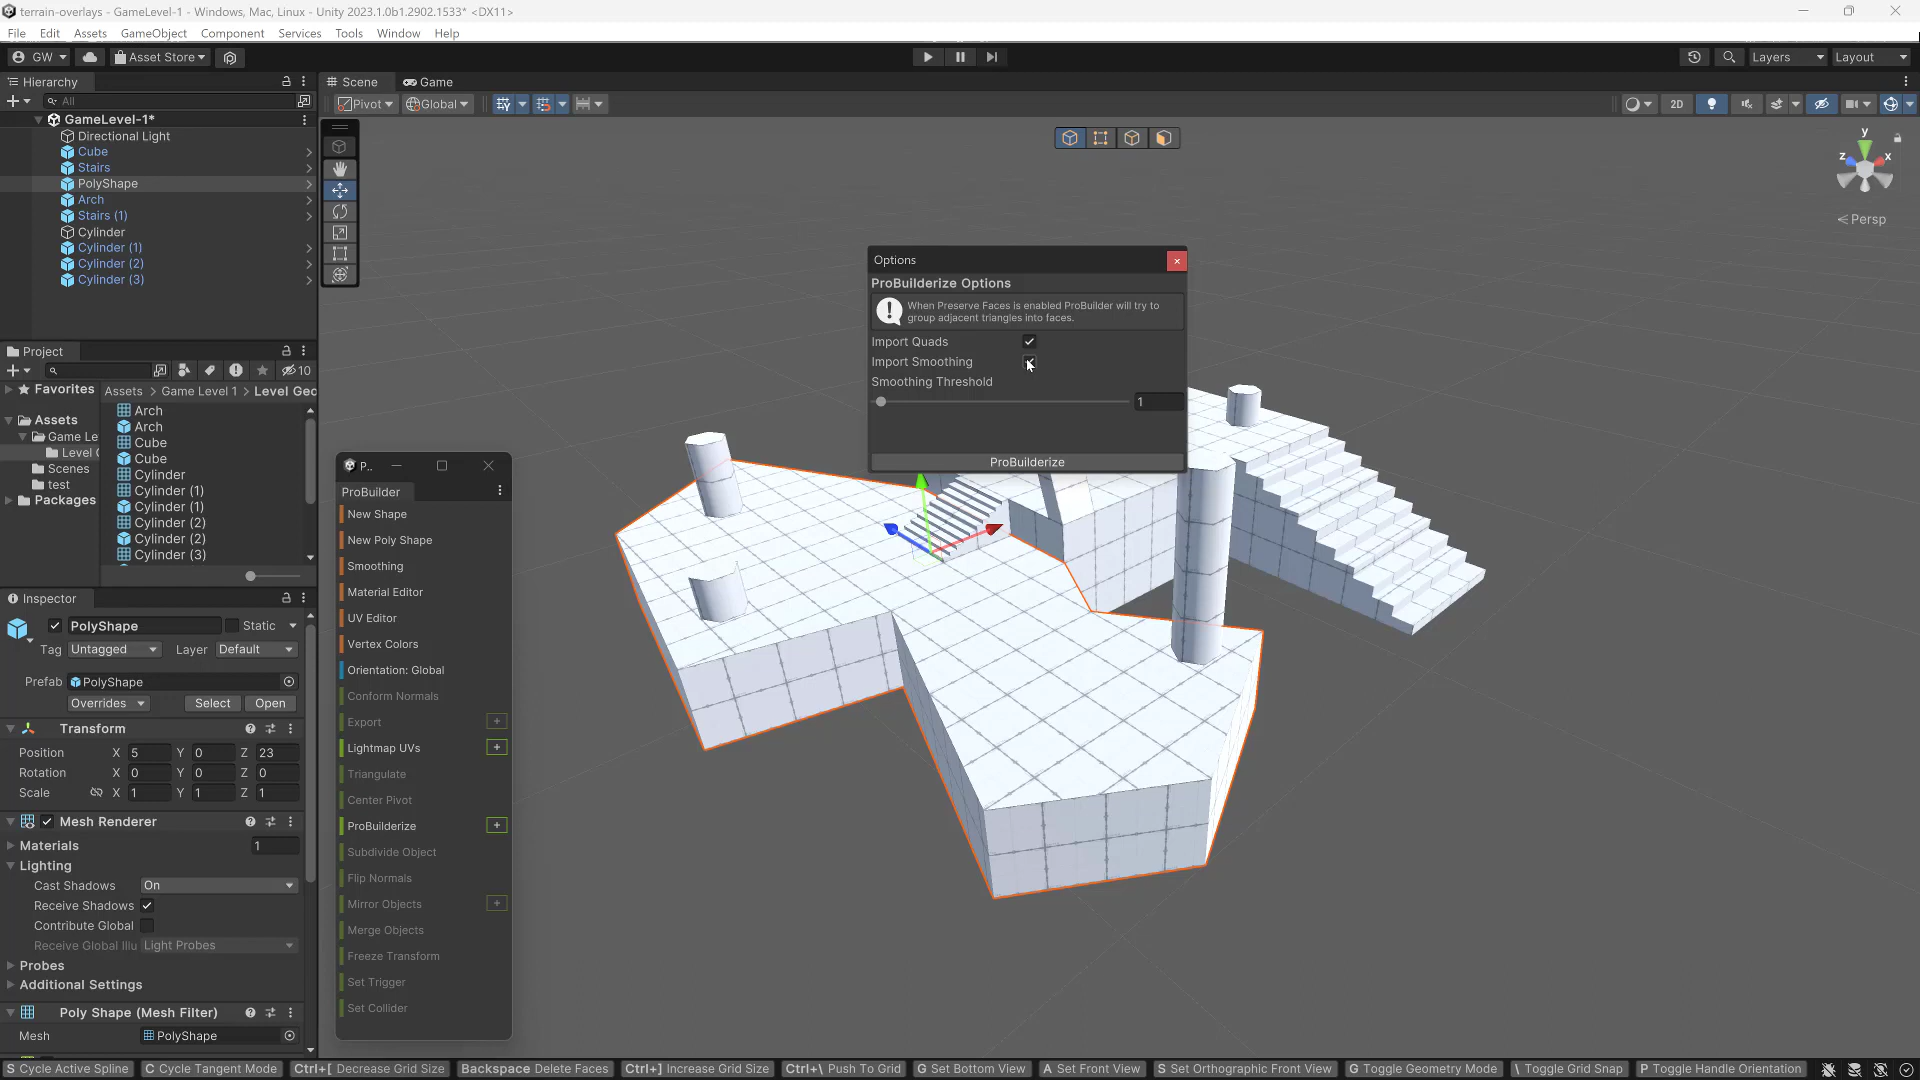 terrain-overlays - GameLevel-1 - Windows, Mac, Linux - Unity 2023.1.0b1.2902.1533* <DX11>
File Edit Assets GameObject Component Services Tools Window Help
GW Asset Store Layers Layout
Hierarchy
All
GameLevel-1*
Directional Light
Cube
Stairs
PolyShape
Arch
Stairs (1)
Cylinder
Cylinder (1)
Cylinder (2)
Cylinder (3)
Scene Game
Pivot Global 2D
y
z x
Persp
Project
10
Favorites
Assets
Game Le
Level
Scenes
test
Packages
Assets > Game Level 1 > Level Geo
Arch
Arch
Cube
Cube
Cylinder
Cylinder (1)
Cylinder (1)
Cylinder (2)
Cylinder (2)
Cylinder (3)
Inspector
PolyShape Static
Tag Untagged Layer Default
Prefab PolyShape
Overrides Select Open
Transform
Position X 5 Y 0 Z 23
Rotation X 0 Y 0 Z 0
Scale X 1 Y 1 Z 1
Mesh Renderer
Materials 1
Lighting
Cast Shadows On
Receive Shadows
Contribute Global
Receive Global Illu Light Probes
Probes
Additional Settings
Poly Shape (Mesh Filter)
Mesh PolyShape
P..
ProBuilder
New Shape
New Poly Shape
Smoothing
Material Editor
UV Editor
Vertex Colors
Orientation: Global
Conform Normals
Export +
Lightmap UVs +
Triangulate
Center Pivot
ProBuilderize +
Subdivide Object
Flip Normals
Mirror Objects +
Merge Objects
Freeze Transform
Set Trigger
Set Collider
Options
ProBuilderize Options
When Preserve Faces is enabled ProBuilder will try to
group adjacent triangles into faces.
Import Quads
Import Smoothing
Smoothing Threshold
1
ProBuilderize
S Cycle Active Spline C Cycle Tangent Mode Ctrl+[ Decrease Grid Size Backspace Delete Faces Ctrl+] Increase Grid Size Ctrl+\ Push To Grid G Set Bottom View A Set Front View S Set Orthographic Front View G Toggle Geometry Mode \ Toggle Grid Snap P Toggle Handle Orientation